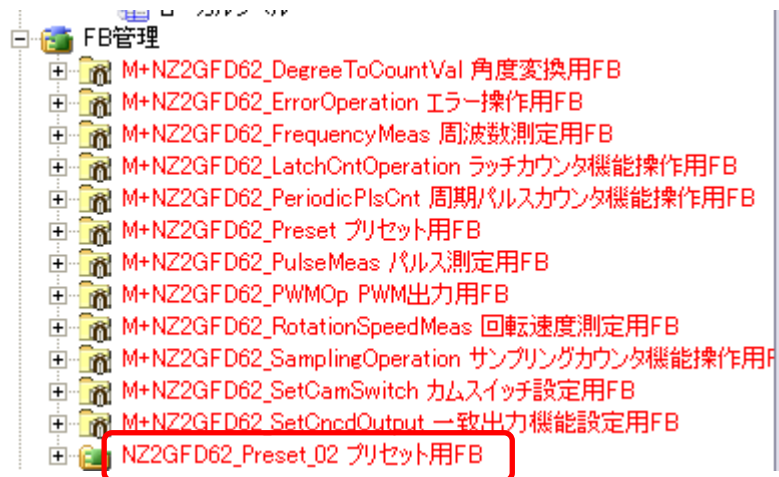 FB管理
M+NZ2GFD62_DegreeToCountVal 角度変換用FB
M+NZ2GFD62_ErrorOperation エラー操作用FB
M+NZ2GFD62_FrequencyMeas 周波数測定用FB
M+NZ2GFD62_LatchCntOperation ラッチカウンタ機能操作用FB
M+NZ2GFD62_PeriodicPlsCnt 周期パルスカウンタ機能操作用FB
M+NZ2GFD62_Preset プリセット用FB
M+NZ2GFD62_PulseMeas パルス測定用FB
M+NZ2GFD62_PWMOp PWM出力用FB
M+NZ2GFD62_RotationSpeedMeas 回転速度測定用FB
M+NZ2GFD62_SamplingOperation サンプリングカウンタ機能操作用F
M+NZ2GFD62_SetCamSwitch カムスイッチ設定用FB
M+NZ2GFD62_SetCncdOutput 一致出力機能設定用FB
NZ2GFD62_Preset_02 プリセット用FB